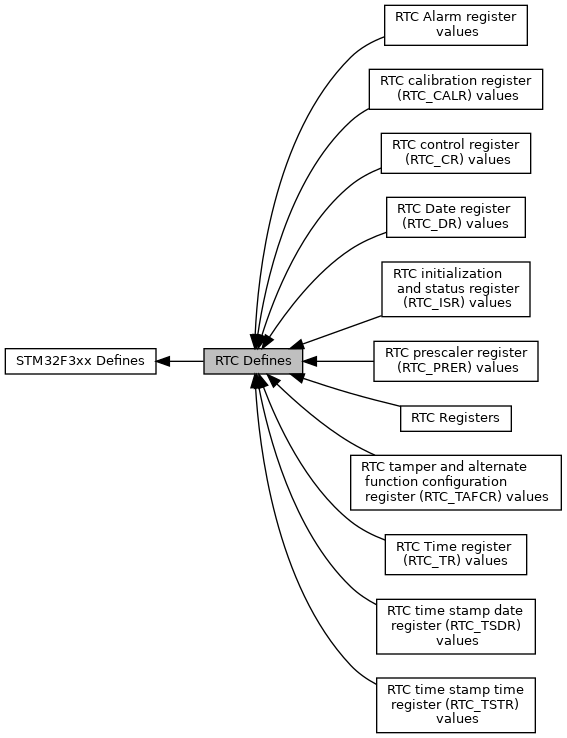 RTC Alarm register
values
RTC calibration register
(RTC_CALR) values
RTC control register
(RTC_CR) values
RTC Date register
(RTC_DR) values
RTC initialization
and status register
(RTC_ISR) values
STM32F3xx Defines
RTC Defines
RTC prescaler register
(RTC_PRER) values
RTC Registers
RTC tamper and alternate
function configuration
register (RTC_TAFCR) values
RTC Time register
(RTC_TR) values
RTC time stamp date
register (RTC_TSDR)
values
RTC time stamp time
register (RTC_TSTR)
values